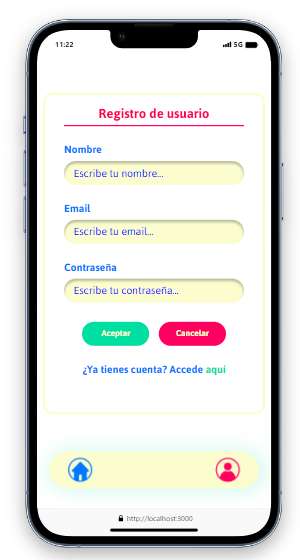 11:22
5G
Registro de usuario
Nombre
Escribe tu nombre...
Email
Escribe tu email...
Contraseña
Escribe tu contraseña...
Aceptar
Cancelar
¿Ya tienes cuenta? Accede aquí
http://localhost:3000